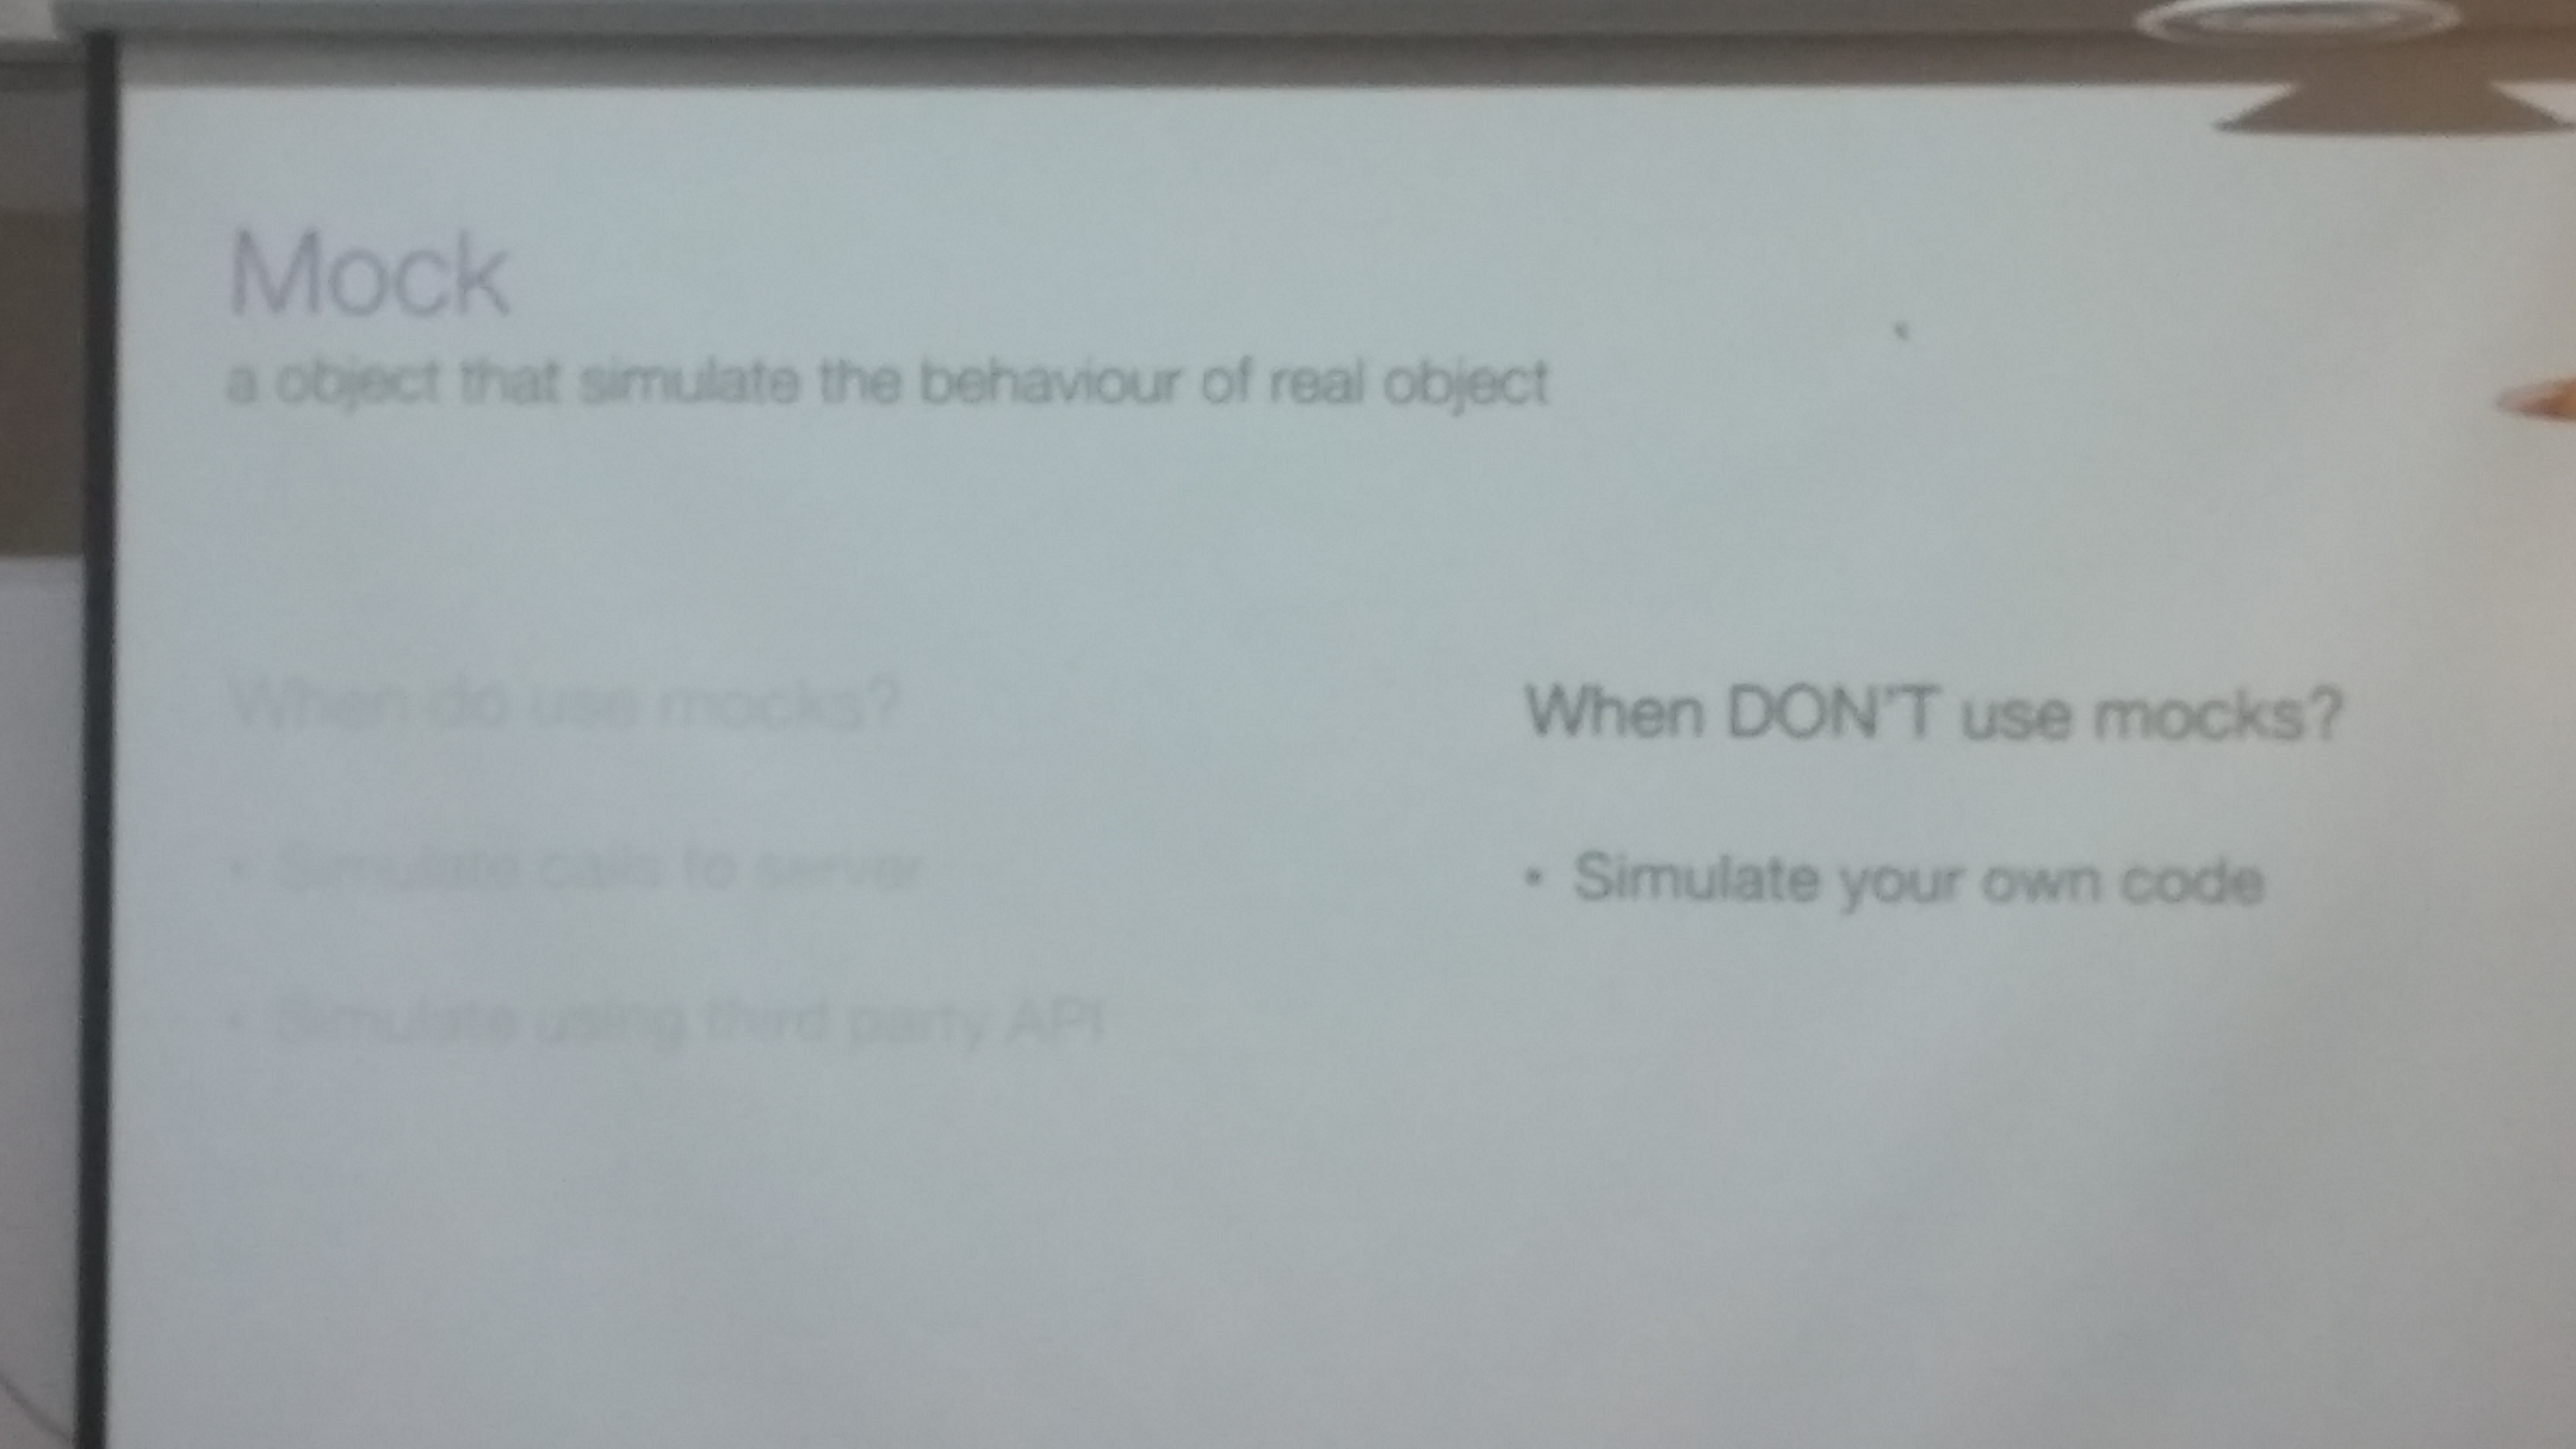 Mock
a object that simulate the behaviour of real object
When do use mocks?
• Simulate calls to server
• Simulate using third party API
When DON'T use mocks?
• Simulate your own code